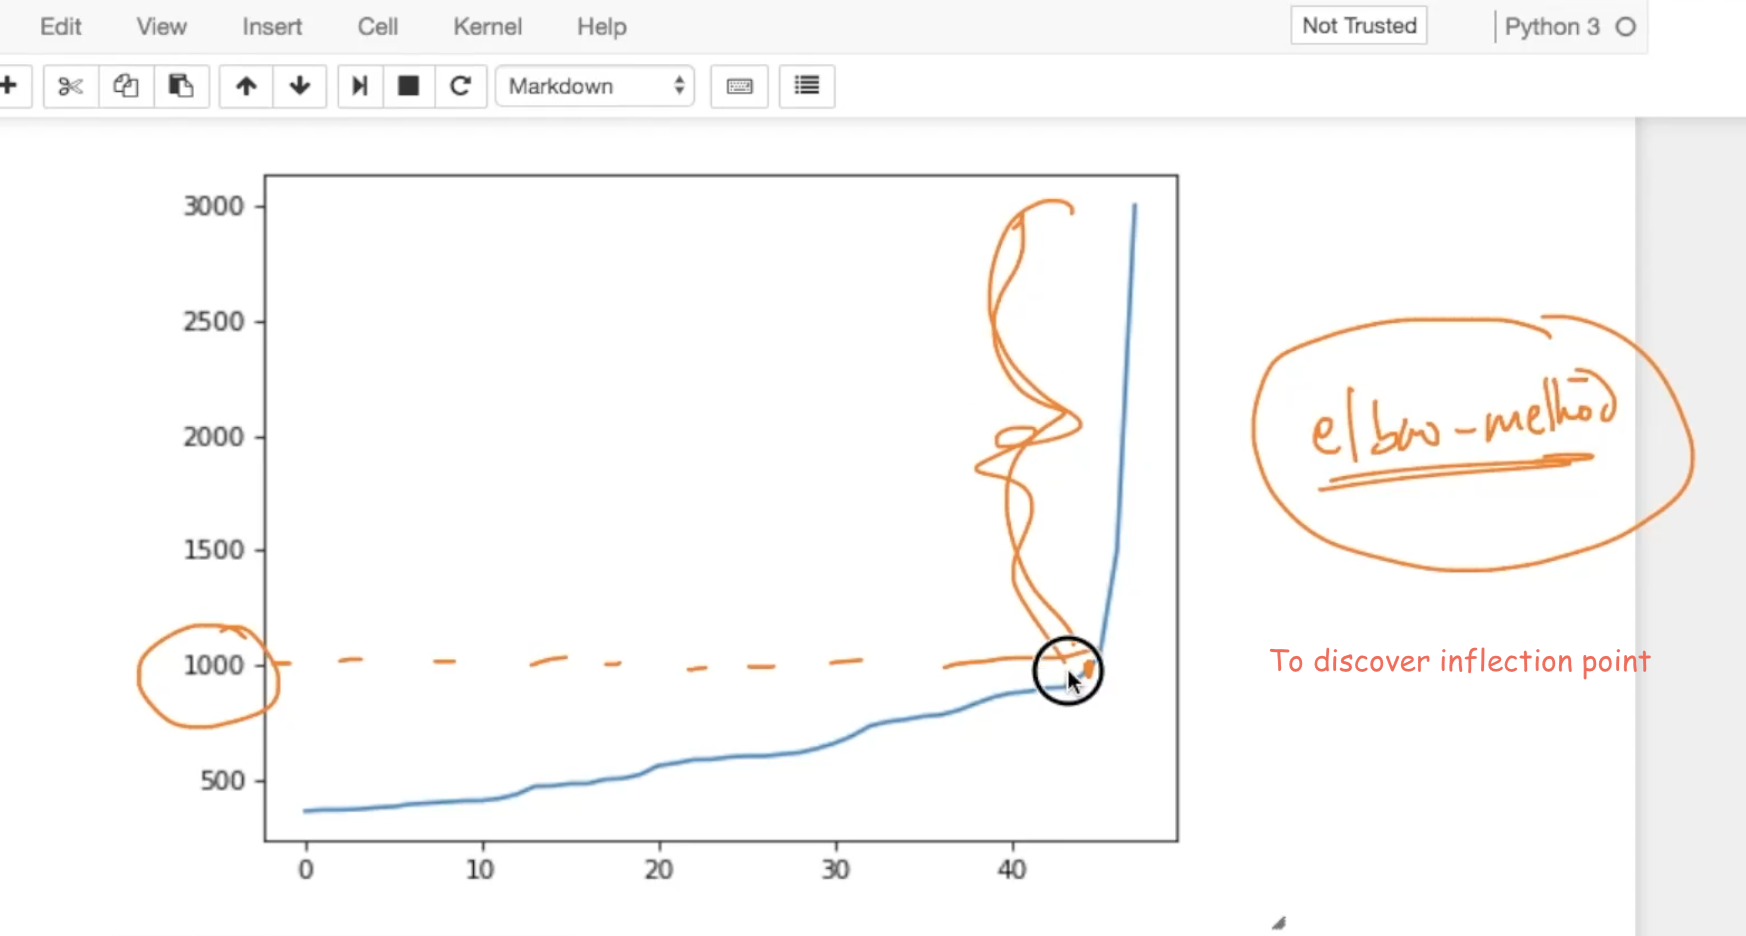 Edit View Insert Cell Kernel Help Not Trusted Python 3
Markdown
3000
2500
2000
1500
1000
500
0 10 20 30 40
elbow-method
To discover inflection point